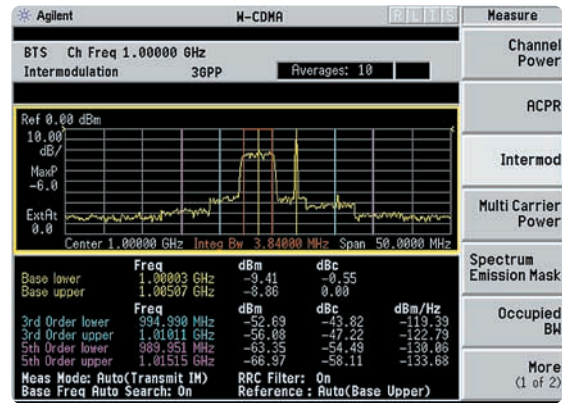 Agilent W-CDMA R L T S Measure
BTS Ch Freq 1.00000 GHz
Intermodulation 3GPP Averages: 10
Channel Power
ACPR
Intermod
Multi Carrier Power
Spectrum Emission Mask
Occupied BW
More
(1 of 2)
Ref 0.00 dBm
10.00
dB/
MaxP
-6.0
ExtAt
0.0
Center 1.00000 GHz Integ Bw 3.84000 MHz Span 50.0000 MHz
Freq dBm dBc
Base lower 1.00003 GHz -9.41 -0.55
Base upper 1.00507 GHz -8.86 0.00
Freq dBm dBc dBm/Hz
3rd Order lower 994.990 MHz -52.69 -43.82 -119.39
3rd Order upper 1.01011 GHz -56.08 -47.22 -122.79
5th Order lower 989.951 MHz -63.35 -54.49 -130.06
5th Order upper 1.01515 GHz -66.97 -58.11 -133.68
Meas Mode: Auto(Transmit IM) RRC Filter: On
Base Freq Auto Search: On Reference : Auto(Base Upper)